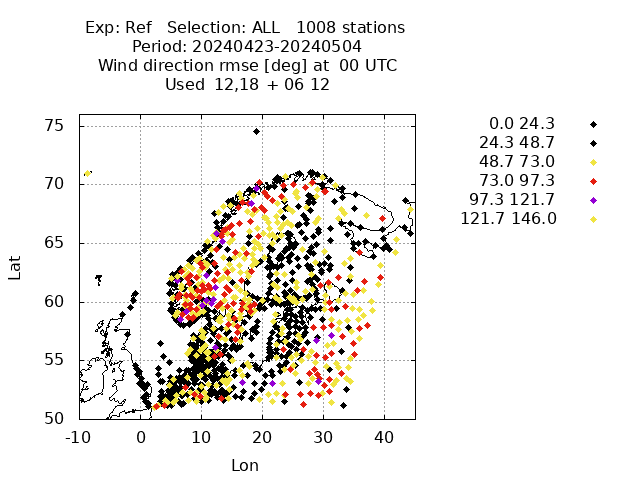 Exp: Ref   Selection: ALL   1008 stations
Period: 20240423-20240504
Wind direction rmse [deg] at  00 UTC
Used  12,18 + 06 12
0.0 24.3
24.3 48.7
48.7 73.0
73.0 97.3
97.3 121.7
121.7 146.0
Lat
75
70
65
60
55
50
-10 0 10 20 30 40
Lon